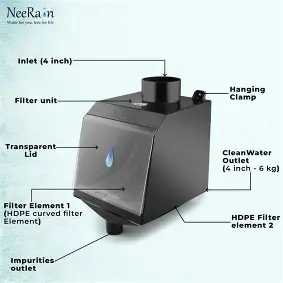 NeeRain
Water for you, tree for life
Inlet (4 inch)
Hanging
Clamp
Filter unit
Transparent
Lid
CleanWater
Outlet
(4 inch - 6 kg)
Filter Element 1
(HDPE curved filter
Element)
HDPE Filter
element 2
Impurities
outlet